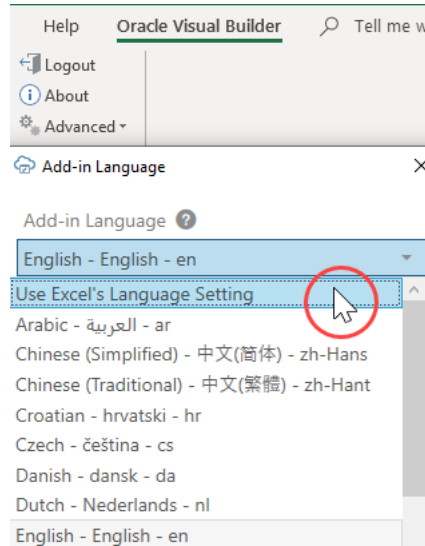 Help Oracle Visual Builder Tell me w
Logout
About
Advanced
Add-in Language
Add-in Language ?
English - English - en
Use Excel's Language Setting
Arabic - العربية - ar
Chinese (Simplified) - 中文(简体) - zh-Hans
Chinese (Traditional) - 中文(繁體) - zh-Hant
Croatian - hrvatski - hr
Czech - čeština - cs
Danish - dansk - da
Dutch - Nederlands - nl
English - English - en